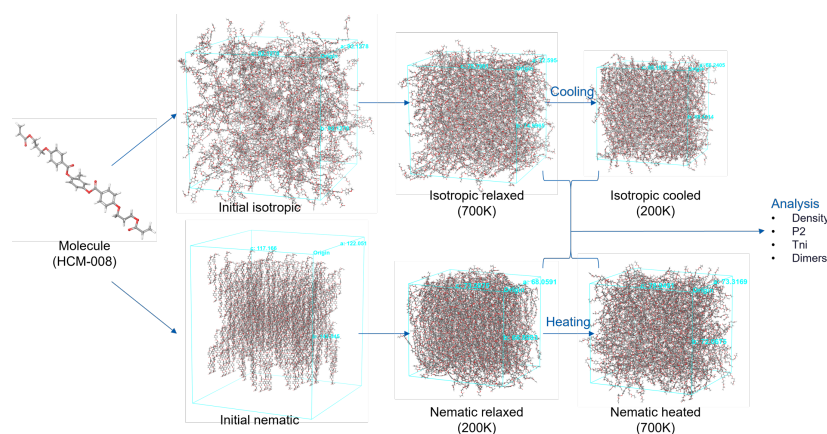 Cooling
Isotropic relaxed
(700K)
Isotropic cooled
(200K)
Initial isotropic
Analysis
• Density
• P2
• Tni
• Dimers
Molecule
(HCM-008)
Origin
Heating
Initial nematic
Nematic relaxed
(200K)
Nematic heated
(700K)